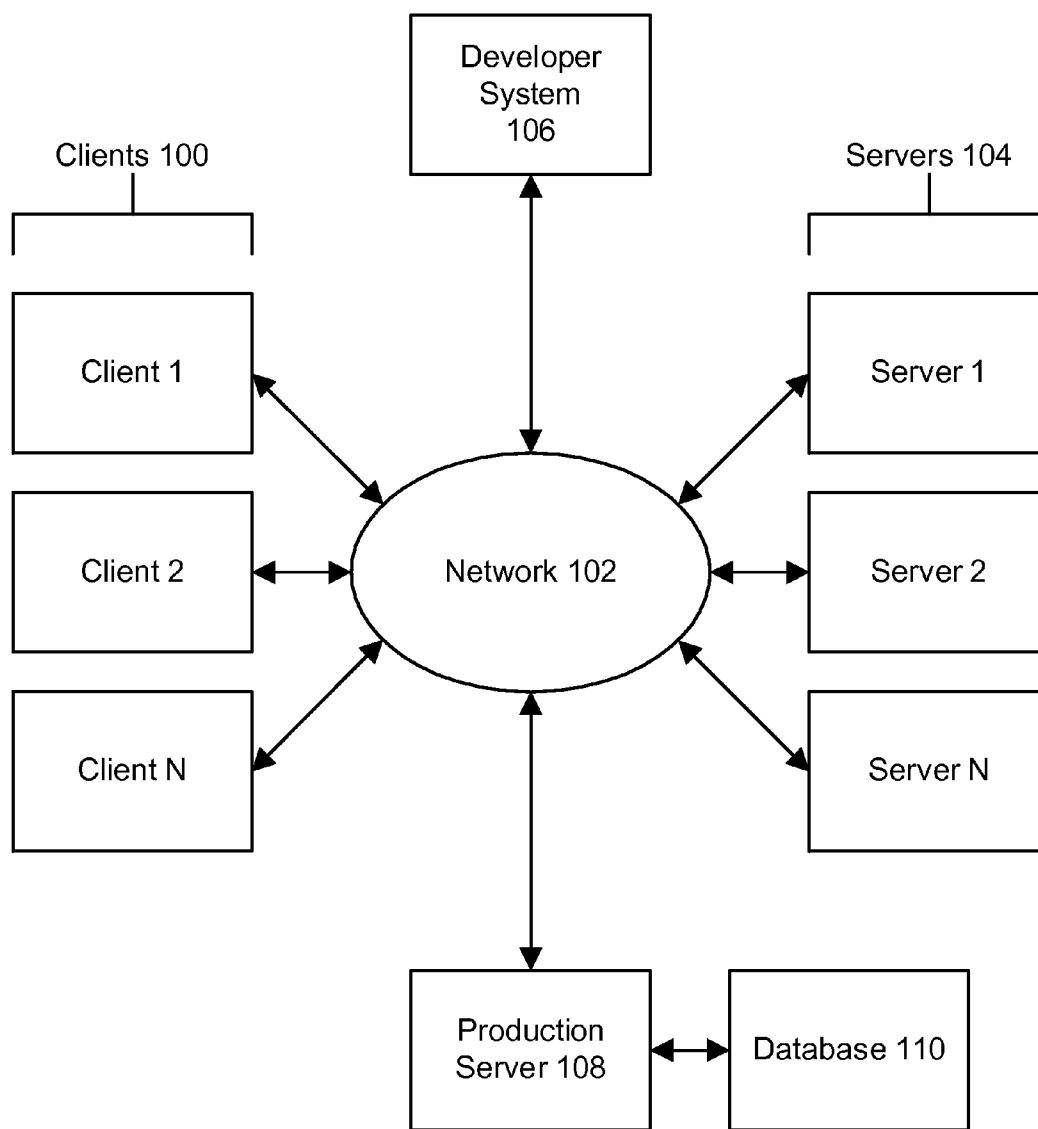 Developer
System
106
Clients 100
Servers 104
Client 1
Server 1
Client 2
Network 102
Server 2
Client N
Server N
Production
Server 108
Database 110